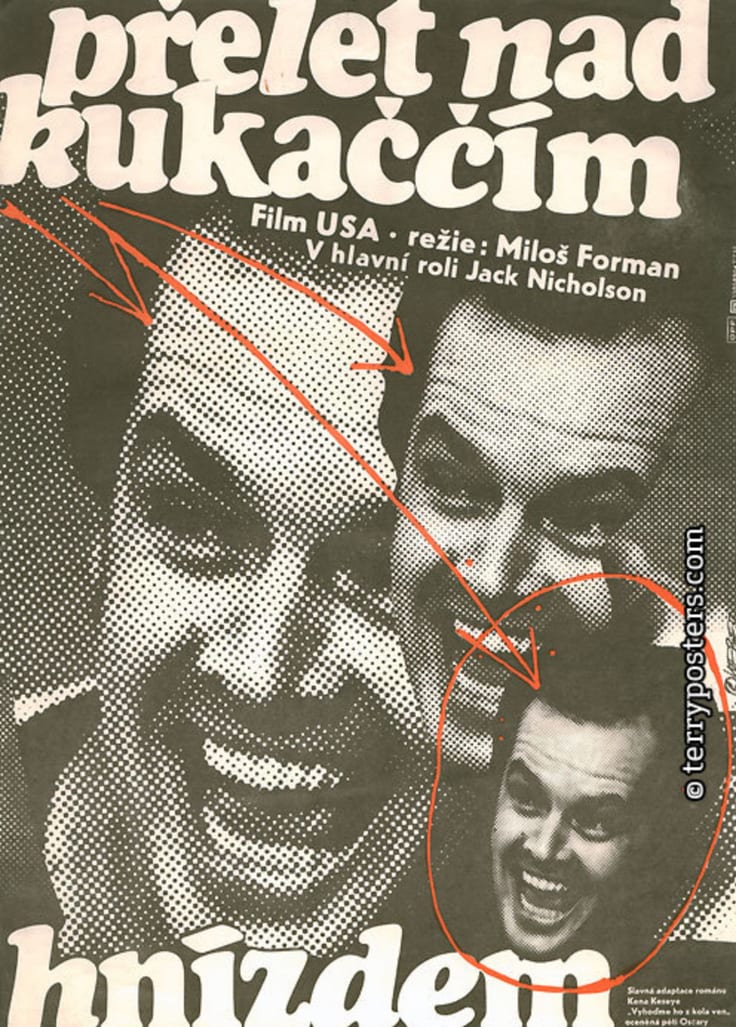 přelet nad
kukaččím
Film USA · režie: Miloš Forman
V hlavní roli Jack Nicholson
© terryposters.com
hnízdem
Slavná adaptace románu
Kena Keseye
„Vyhoďme ho z kola ven„
oceněná pěti Oscary